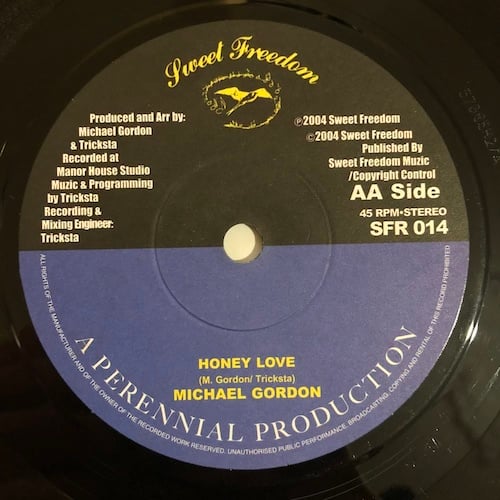 Sweet Freedom
Produced and Arr by:
Michael Gordon
& Tricksta
Recorded at
Manor House Studio
Muzic & Programming
by Tricksta
Recording &
Mixing Engineer:
Tricksta
℗2004 Sweet Freedom
©2004 Sweet Freedom
Published By
Sweet Freedom Muzic
/Copyright Control
AA Side
45 RPM•STEREO
SFR 014
HONEY LOVE
(M. Gordon/ Tricksta)
MICHAEL GORDON
A PERENNIAL PRODUCTION
ALL RIGHTS OF THE MANUFACTURER AND OF THE OWNER OF THE RECORDED WORK RESERVED. UNAUTHORISED PUBLIC PERFORMANCE, BROADCASTING, COPYING AND RENTAL OF THIS RECORD PROHIBITED